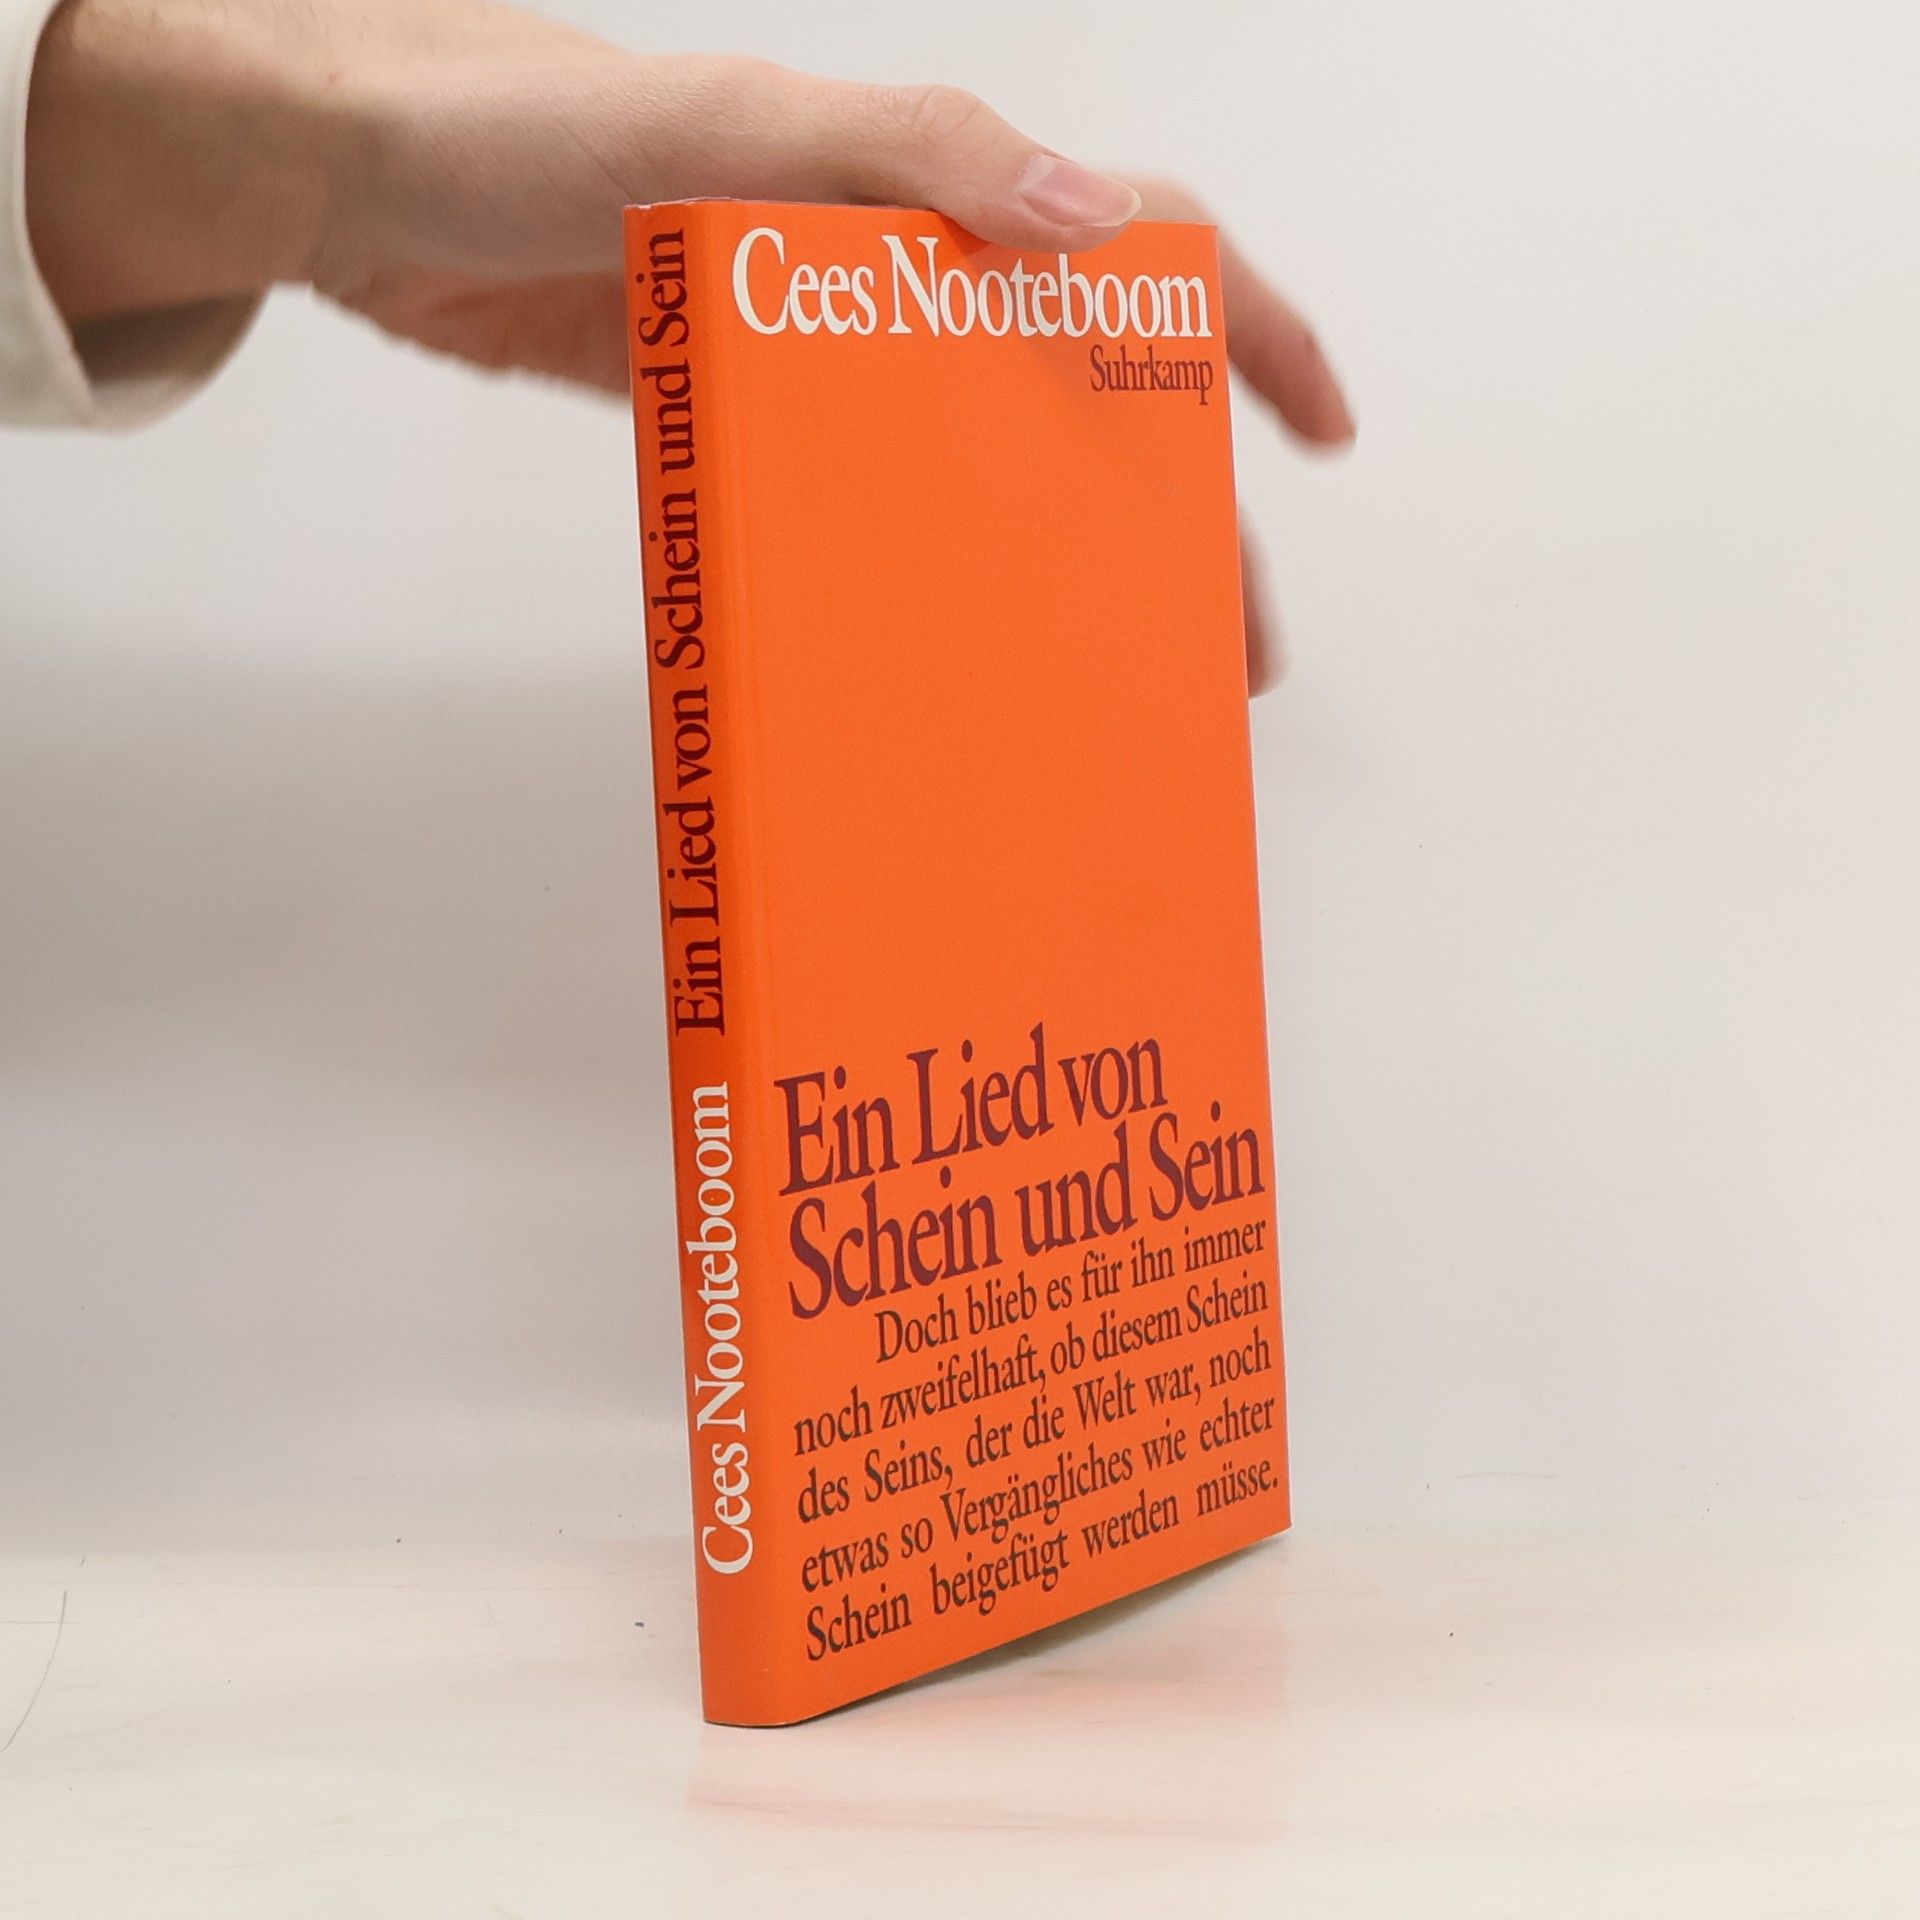 Ein Lied von Schein und Sein
Cees Nooteboom
Cees Nooteboom
Suhrkamp
Ein Lied von
Schein und Sein
Doch blieb es für ihn immer
noch zweifelhaft, ob diesem Schein
des Seins, der die Welt war, noch
etwas so Vergängliches wie echter
Schein beigefügt werden müsse.